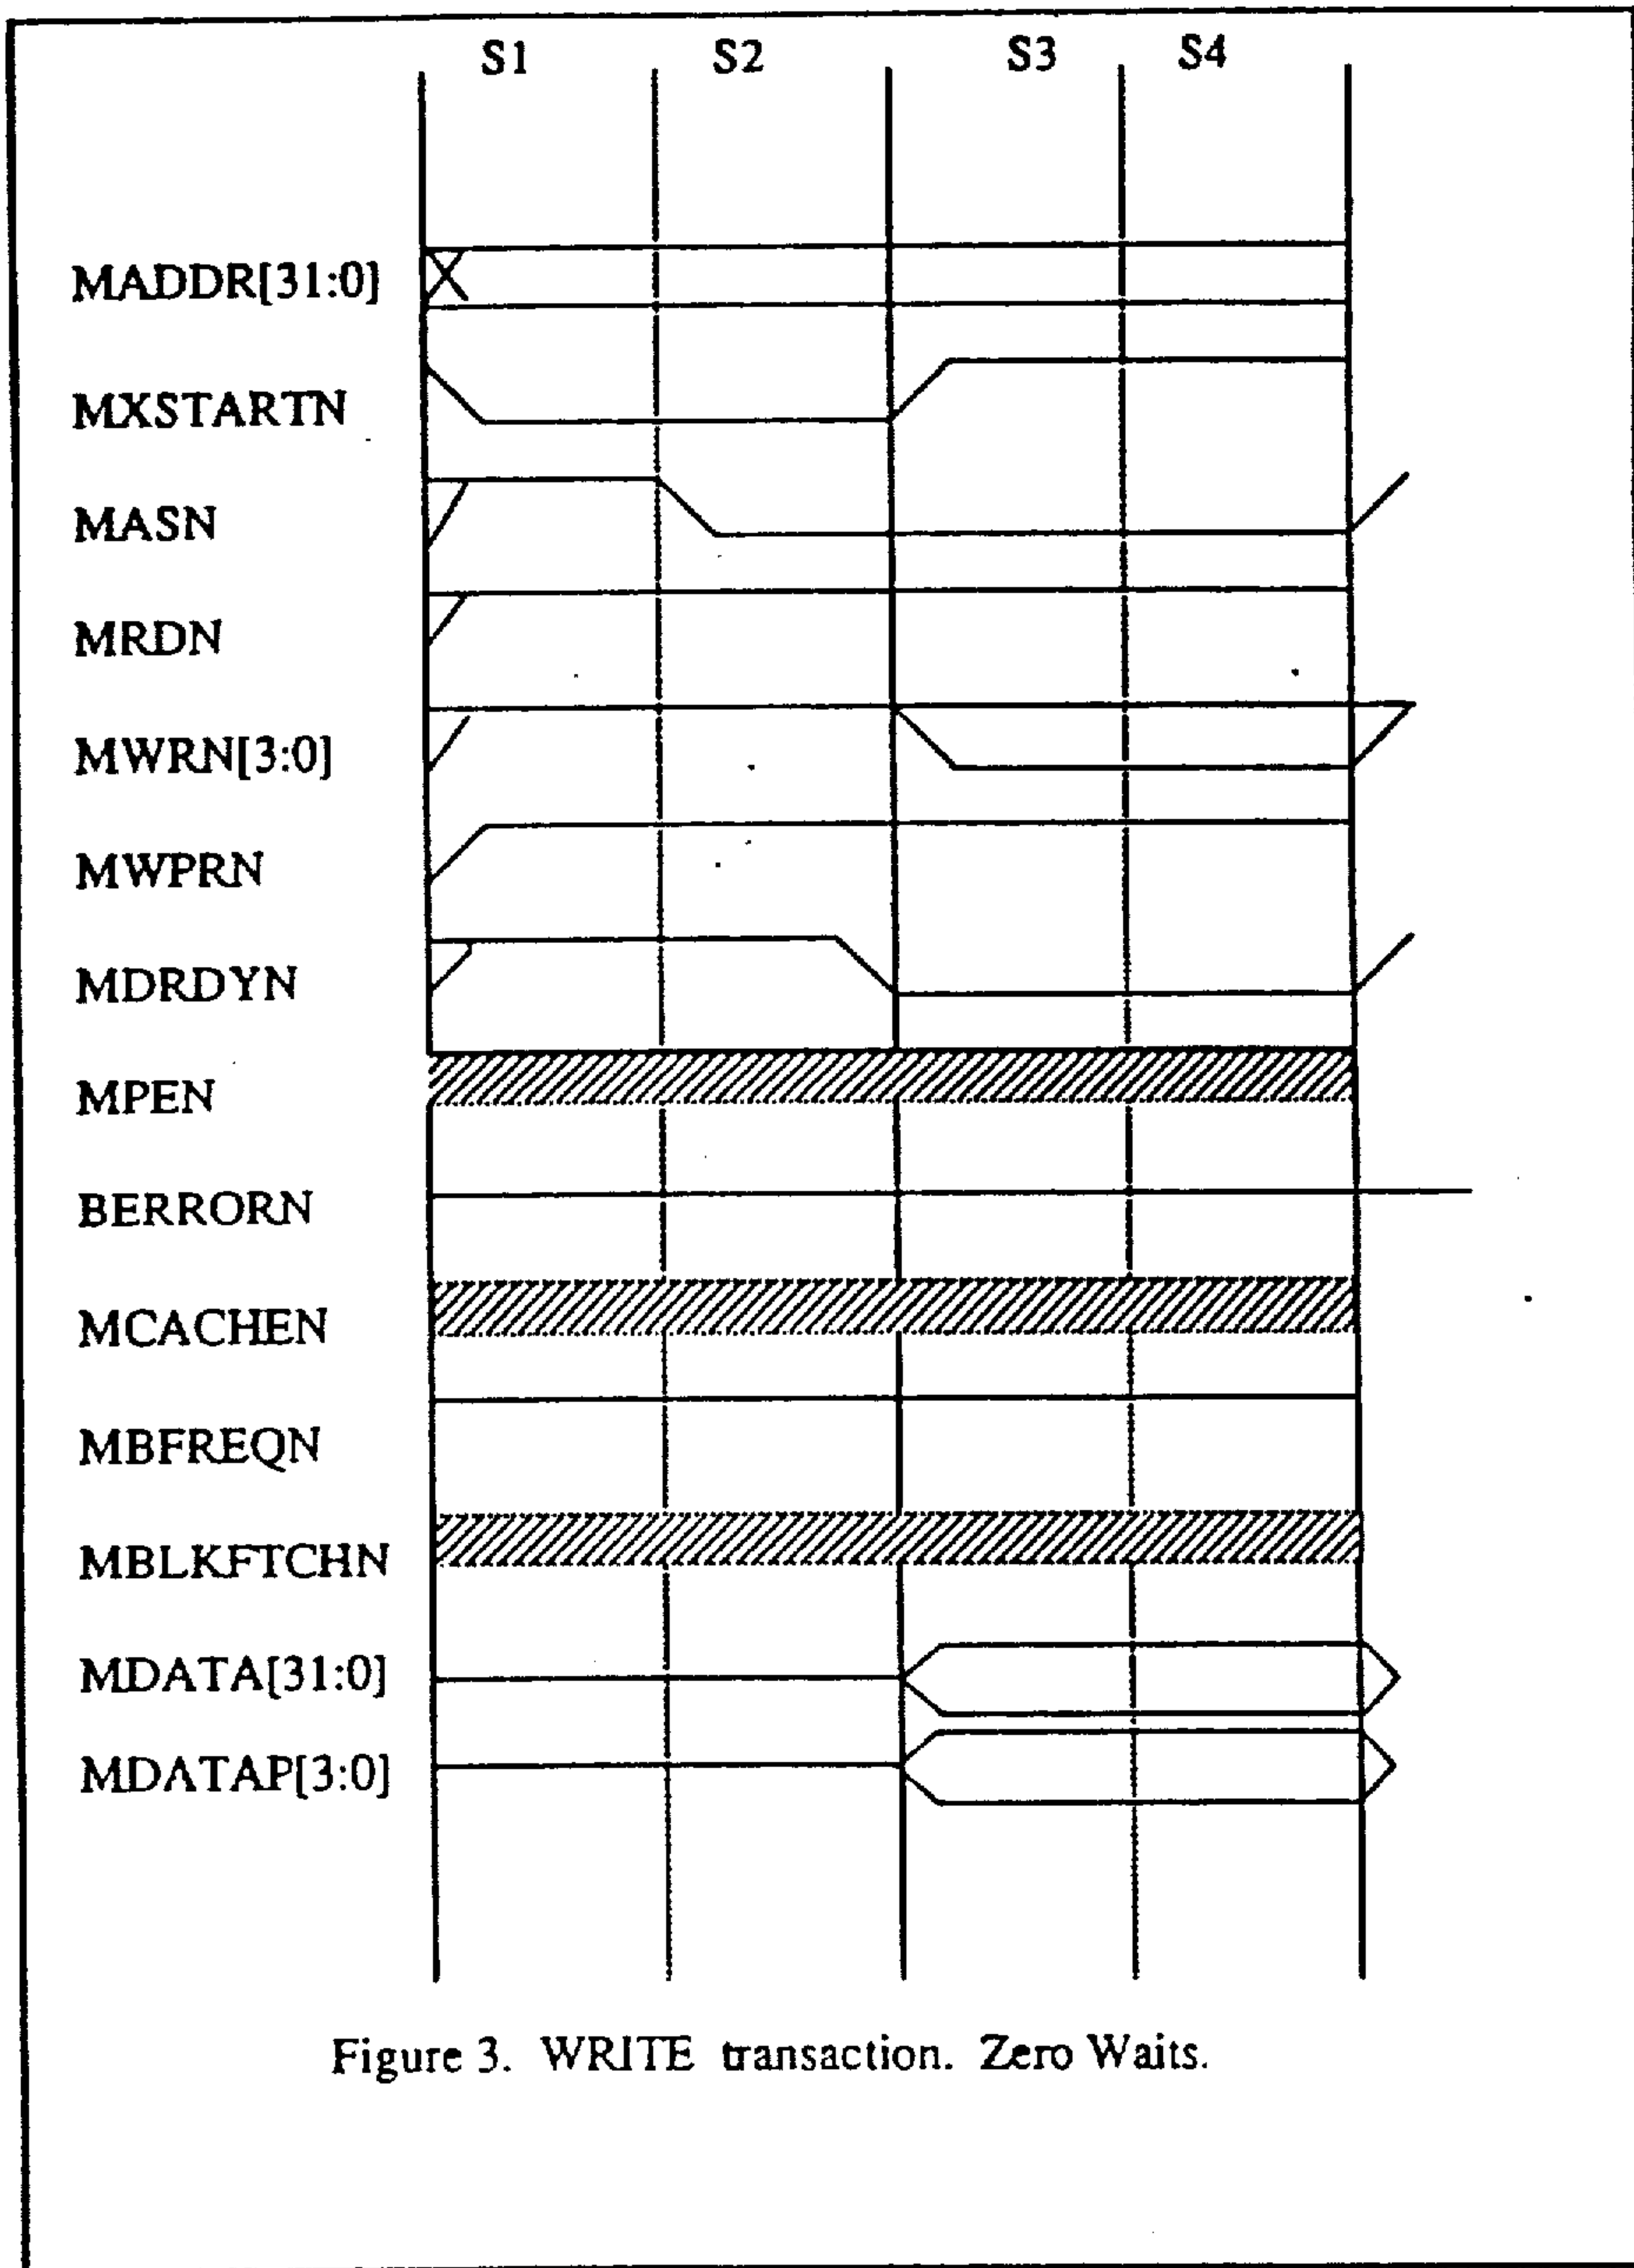 S1 S2 S3 S4
MADDR[31:0]
MXSTARTN
MASN
MRDN
MWRN[3:0]
MWPRN
MDRDYN
MPEN
BERRORN
MCACHEN
MBFREQN
MBLKFTCHN
MDATA[31:0]
MDATAP[3:0]
Figure 3. WRITE transaction. Zero Waits.